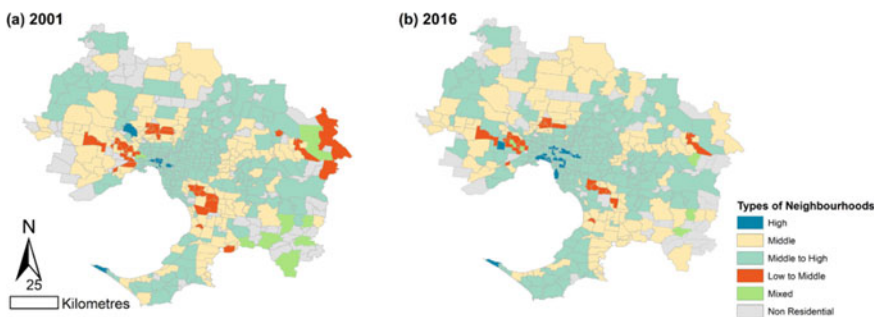 (a) 2001
(b) 2016
N
25
Kilometres
Types of Neighbourhoods
High
Middle
Middle to High
Low to Middle
Mixed
Non Residential